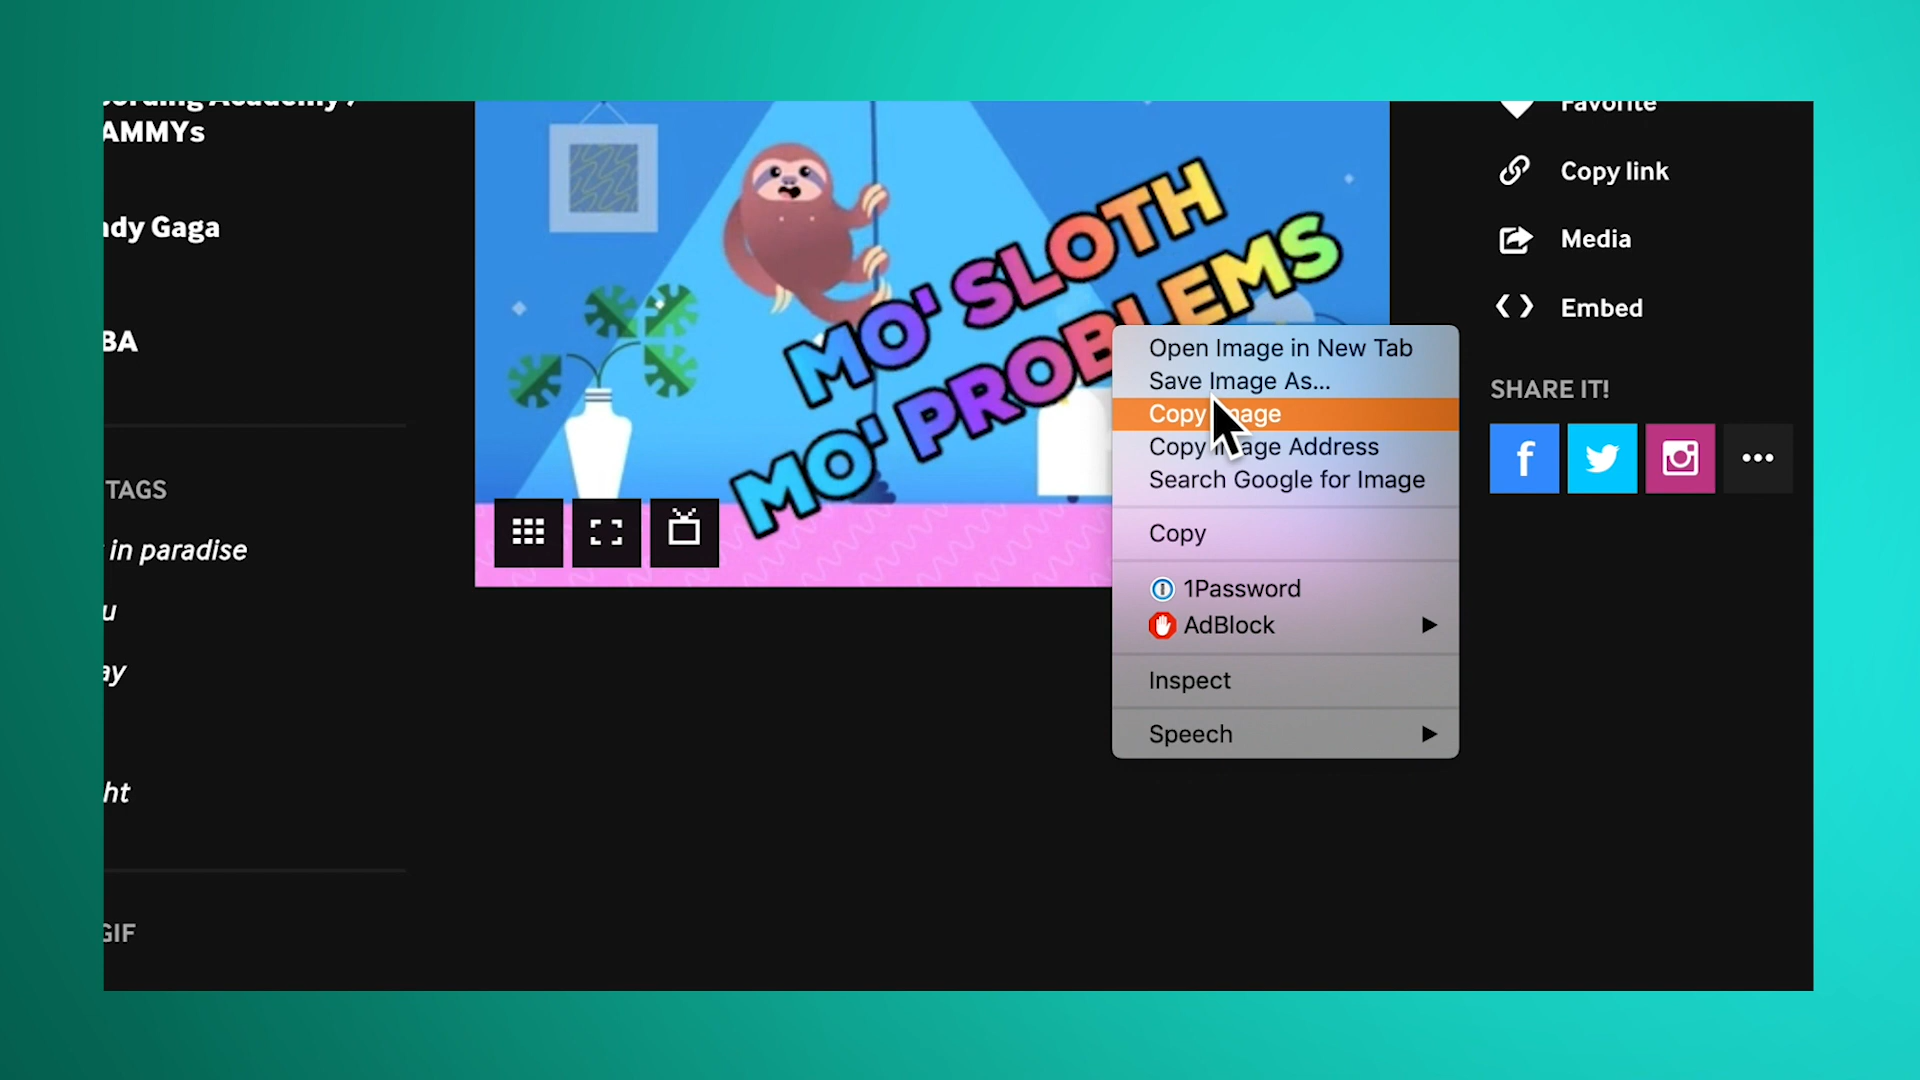 AMMYs
ndy Gaga
BA
TAGS
in paradise
u
ay
ht
GIF
MO' SLOTH
MO' PROBLEMS
Open Image in New Tab
Save Image As...
Copy Image
Copy Image Address
Search Google for Image
Copy
1Password
AdBlock
Inspect
Speech
Favorite
Copy link
Media
Embed
SHARE IT!